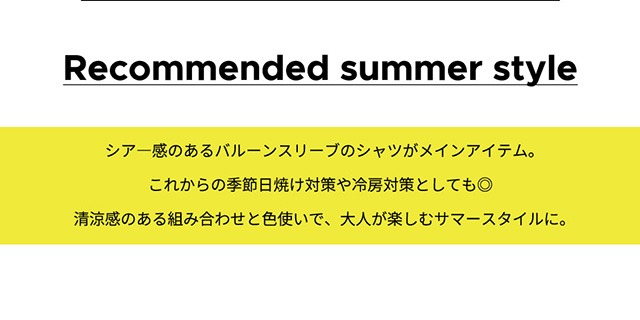 Recommended summer style
シアー感のあるバルーンスリーブのシャツがメインアイテム。
これからの季節日焼け対策や冷房対策としても◎
清涼感のある組み合わせと色使いで、大人が楽しむサマースタイルに。